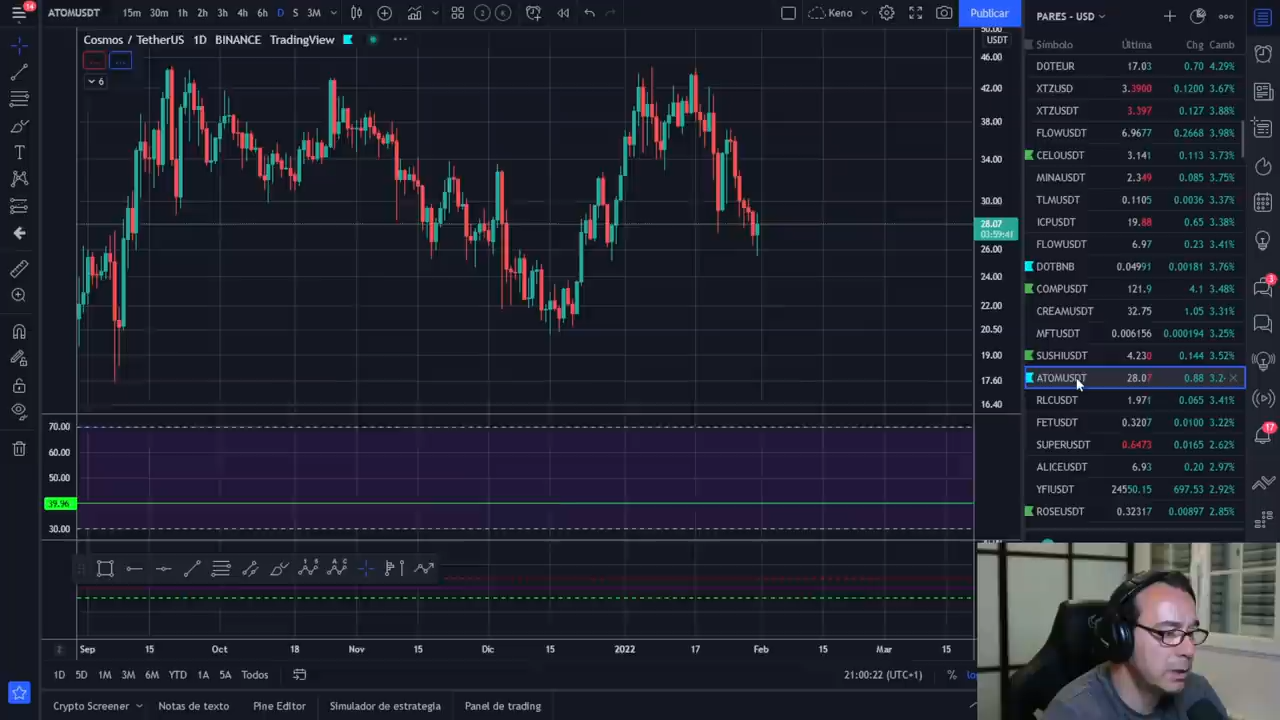 14
ATOMUSDT 15m 30m 1h 2h 3h 4h 6h D S 3M 2 K Keno Publicar
PARES - USD
Cosmos / TetherUS 1D BINANCE TradingView
... ...
6
50.00
USDT
46.00
42.00
38.00
34.00
30.00
28.07
26.00
24.00
22.00
20.50
19.00
17.60
16.40
Símbolo Última Chg Camb
DOTEUR 17.03 0.70 4.29%
XTZUSD 3.3900 0.1200 3.67%
XTZUSDT 3.397 0.127 3.88%
FLOWUSDT 6.9677 0.2668 3.98%
CELOUSDT 3.141 0.113 3.73%
MINAUSDT 2.349 0.085 3.75%
TLMUSDT 0.1105 0.0036 3.37%
ICPUSDT 19.88 0.65 3.38%
FLOWUSDT 6.97 0.23 3.41%
DOTBNB 0.04991 0.00181 3.76%
COMPUSDT 121.9 4.1 3.48%
CREAMUSDT 32.75 1.05 3.31%
MFTUSDT 0.006156 0.000194 3.25%
SUSHIUSDT 4.230 0.144 3.52%
ATOMUSDT 28.07 0.88 3.2
RLCUSDT 1.971 0.065 3.41%
FETUSDT 0.3207 0.0100 3.22%
SUPERUSDT 0.6473 0.0165 2.62%
ALICEUSDT 6.93 0.20 2.97%
YFIUSDT 24550.15 697.53 2.92%
ROSEUSDT 0.32317 0.00897 2.85%
3
17
70.00
60.00
50.00
39.96
30.00
Sep 15 Oct 18 Nov 15 Dic 15 2022 17 Feb 15 Mar 15
1D 5D 1M 3M 6M YTD 1A 5A Todos 21:00:22 (UTC+1) %
Crypto Screener Notas de texto Pine Editor Simulador de estrategia Panel de trading